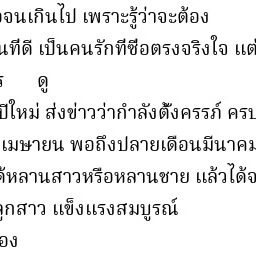 จนเกินไป เพราะรู้ว่าจะต้อง
นทีดี เป็นคนรักทีซือตรงจริงใจ แต่
ร ดู
ปีใหม่ ส่งข่าวว่ากำลังตั้งครรภ์ ครบ
เมษายน พอถึงปลายเดือนมีนาคม
ด้หลานสาวหรือหลานชาย แล้วได้จ
ลูกสาว แข็งแรงสมบูรณ์
อง